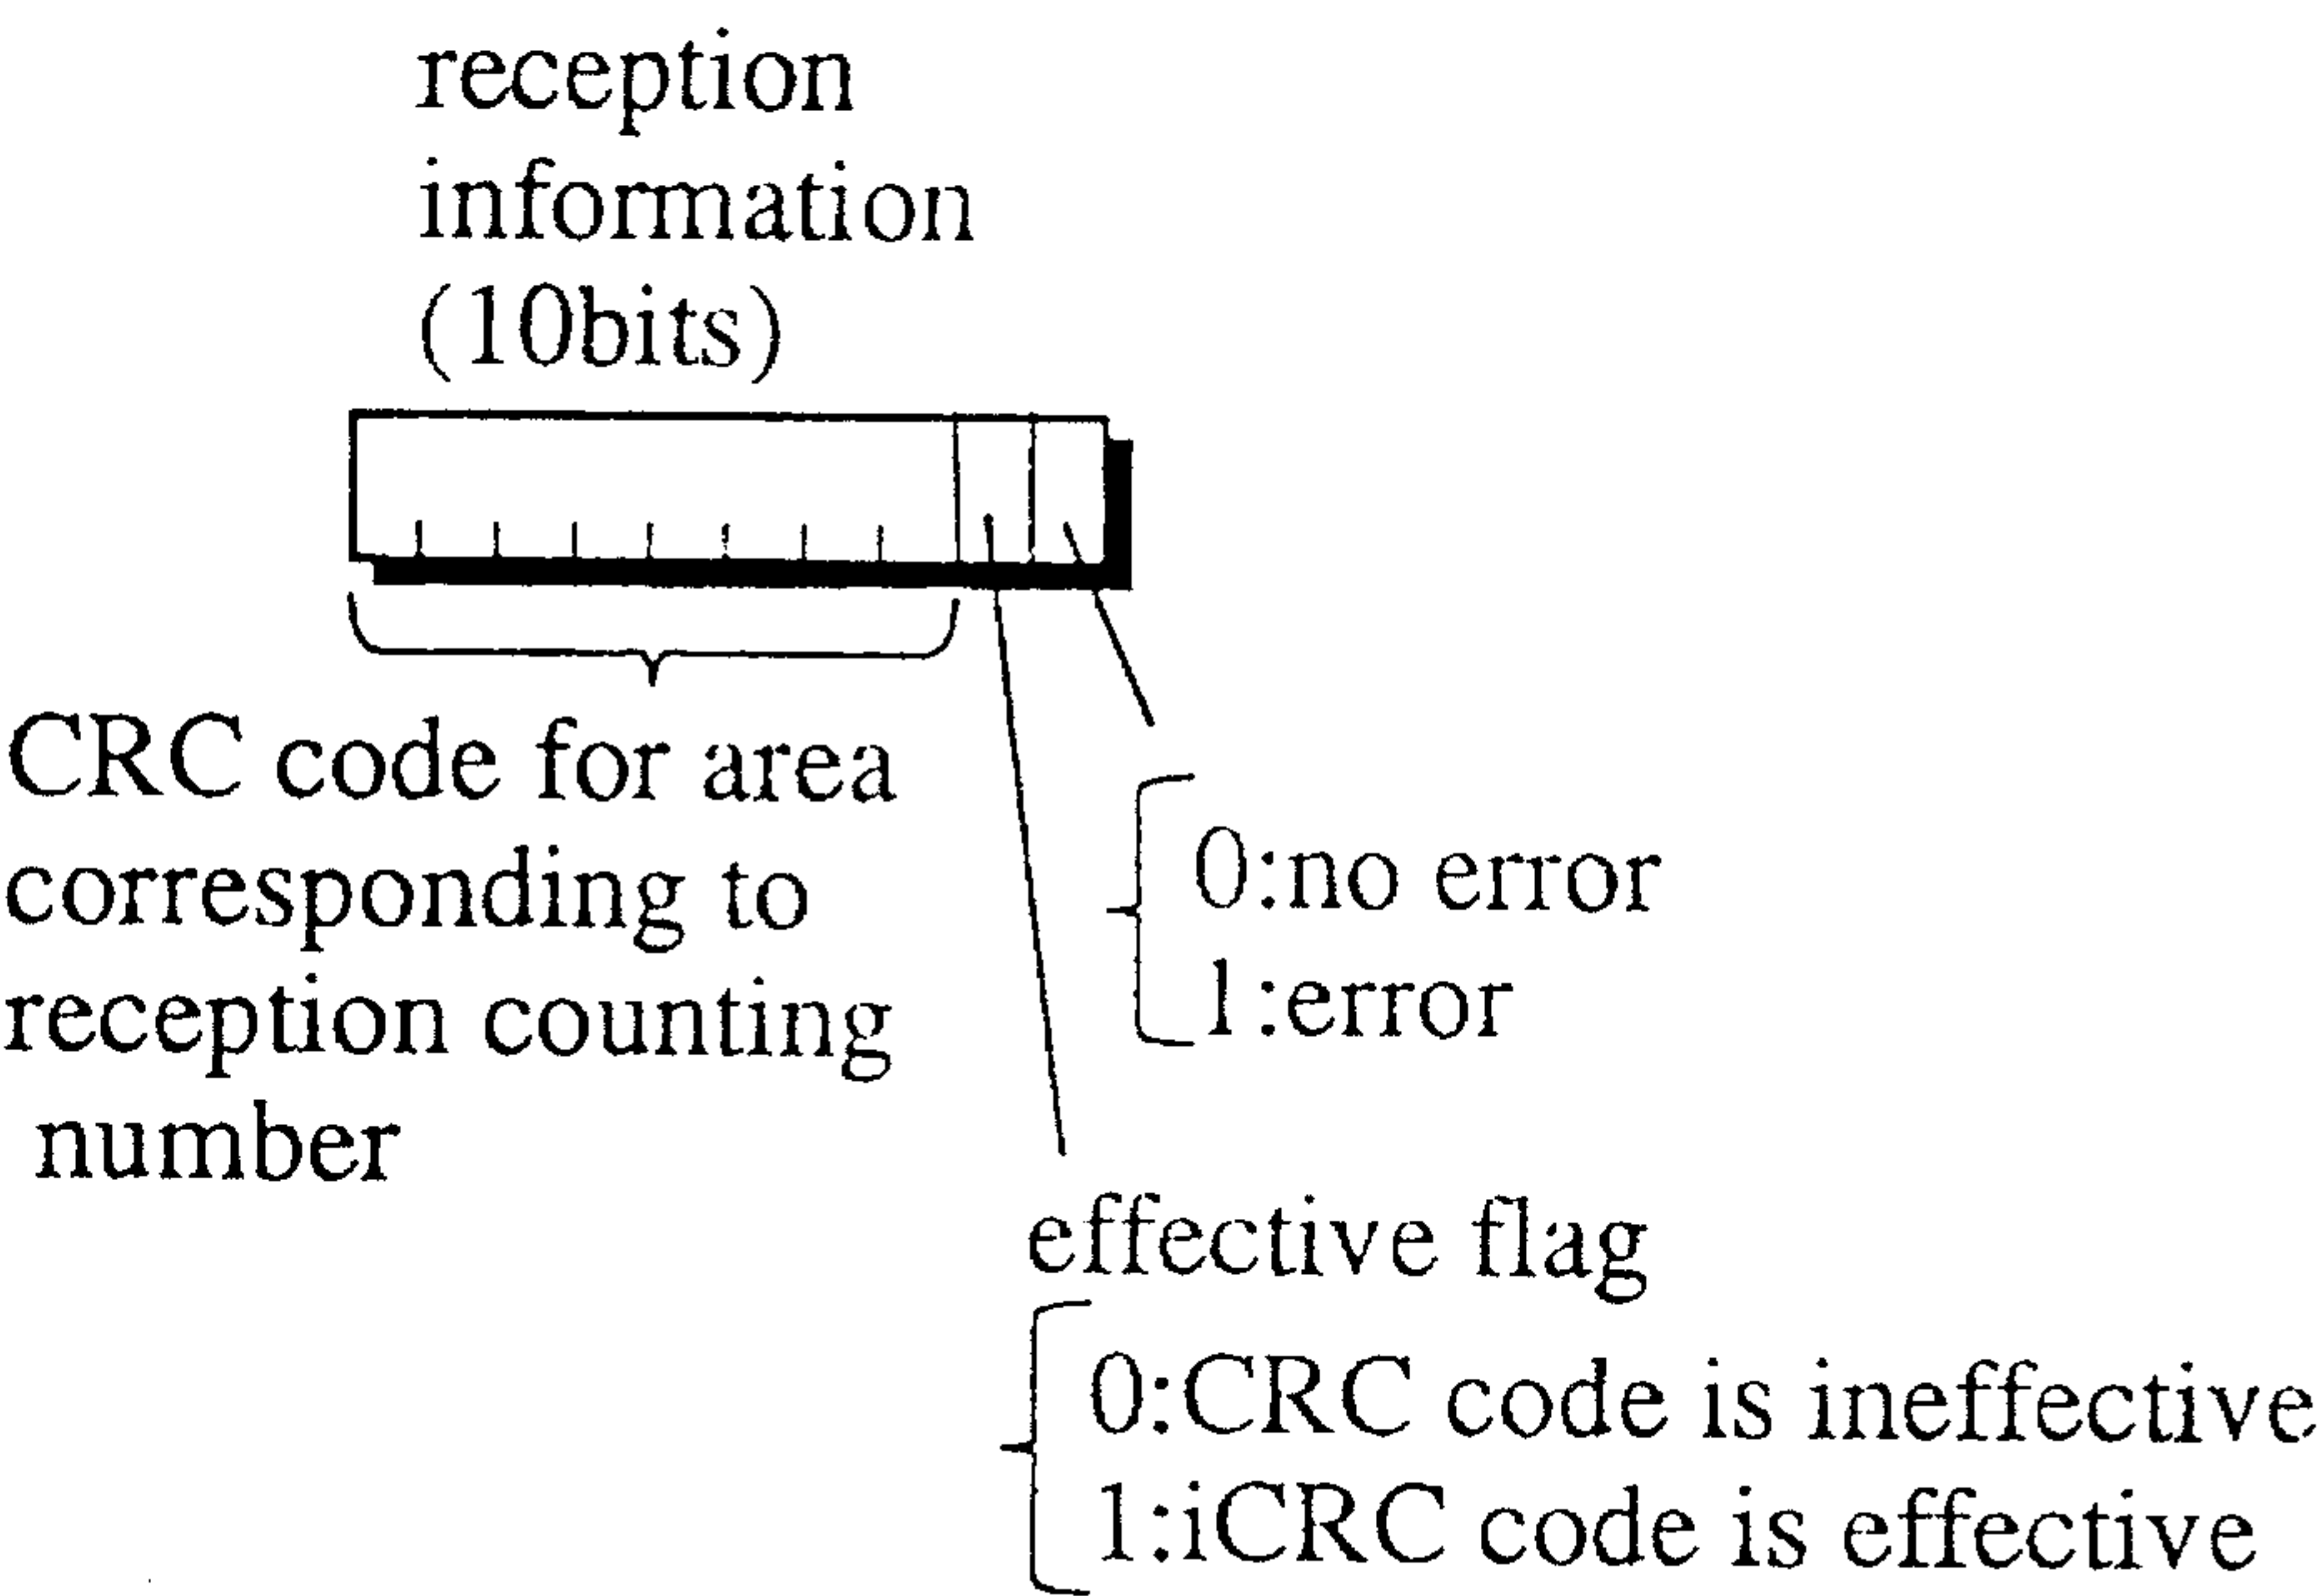 reception
information
(10bits)
CRC code for area
corresponding to
reception counting
number
0:no error
1:error
effective flag
0:CRC code is ineffective
1:iCRC code is effective